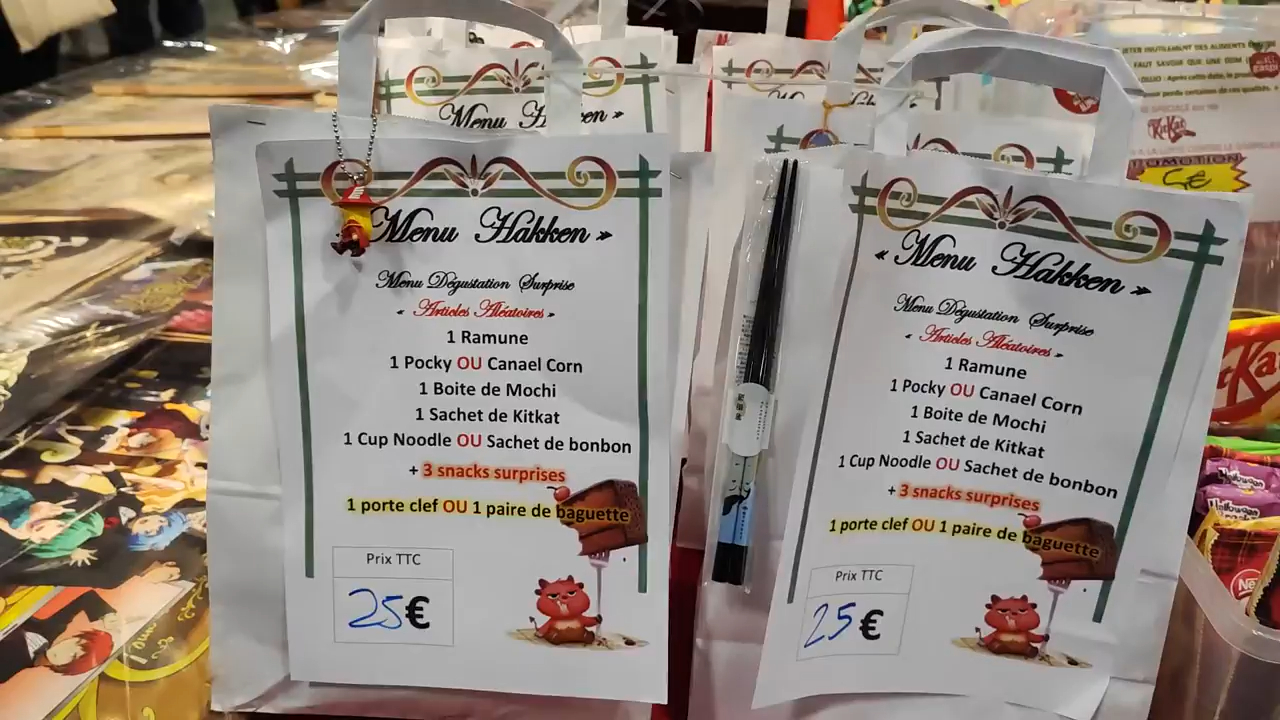 Menu Hakken »
« Menu Hakken »
Menu Dégustation Surprise
« Articles Aléatoires »
1 Ramune
1 Pocky OU Canael Corn
1 Boite de Mochi
1 Sachet de Kitkat
1 Cup Noodle OU Sachet de bonbon
+ 3 snacks surprises
1 porte clef OU 1 paire de baguette
Prix TTC
25€
Menu Dégustation Surprise
« Articles Aléatoires »
1 Ramune
1 Pocky OU Canael Corn
1 Boite de Mochi
1 Sachet de Kitkat
1 Cup Noodle OU Sachet de bonbon
+ 3 snacks surprises
1 porte clef OU 1 paire de baguette
Prix TTC
25€
Menu
KitKat
5€